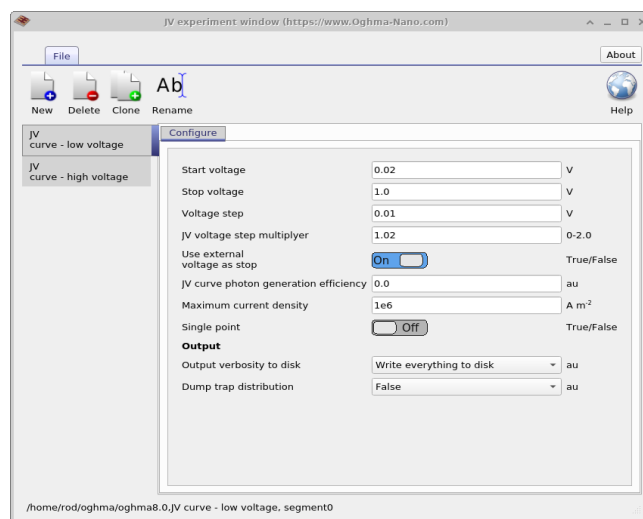 JV experiment window (https://www.Oghma-Nano.com)
File
About
Ab
New
Delete
Clone
Rename
Help
JV
curve - low voltage
JV
curve - high voltage
Configure
Start voltage 0.02 V
Stop voltage 1.0 V
Voltage step 0.01 V
JV voltage step multiplyer 1.02 0-2.0
Use external
voltage as stop On True/False
JV curve photon generation efficiency 0.0 au
Maximum current density 1e6 A m⁻²
Single point Off True/False
Output
Output verbosity to disk Write everything to disk au
Dump trap distribution False au
/home/rod/oghma/oghma8.0,JV curve - low voltage, segment0